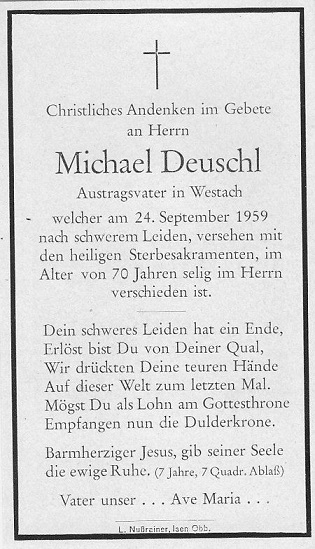 Christliches Andenken im Gebete
an Herrn
Michael Deuschl
Austragsvater in Westach
welcher am 24. September 1959
nach schwerem Leiden, versehen mit
den heiligen Sterbesakramenten, im
Alter von 70 Jahren selig im Herrn
verschieden ist.
Dein schweres Leiden hat ein Ende,
Erlöst bist Du von Deiner Qual,
Wir drückten Deine teuren Hände
Auf dieser Welt zum letzten Mal.
Mögst Du als Lohn am Gottesthrone
Empfangen nun die Dulderkrone.
Barmherziger Jesus, gib seiner Seele
die ewige Ruhe. (7 Jahre, 7 Quadr. Ablaß)
Vater unser . . . Ave Maria . . .
L. Nußrainer, Isen Obb.